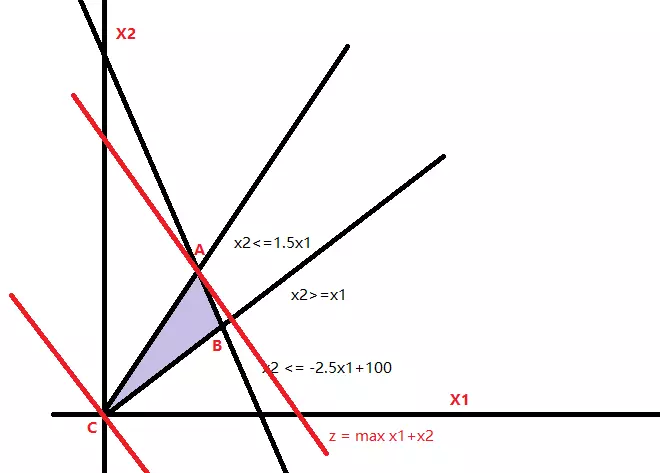 X2
A
x2<=1.5x1
x2>=x1
B
x2 <= -2.5x1+100
X1
C
z = max x1+x2